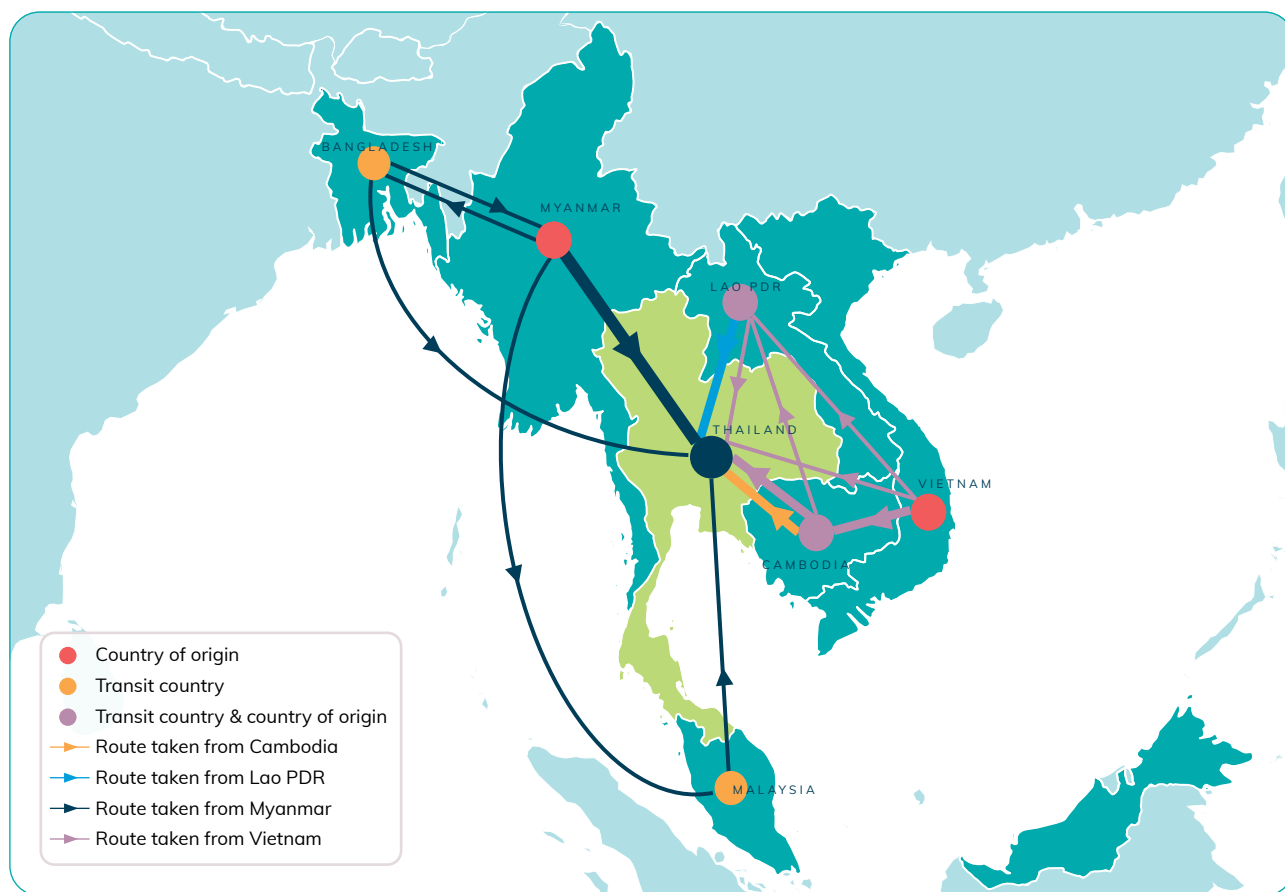 BANGLADESH
MYANMAR
LAO PDR
THAILAND
VIETNAM
CAMBODIA
MALAYSIA
Country of origin
Transit country
Transit country & country of origin
Route taken from Cambodia
Route taken from Lao PDR
Route taken from Myanmar
Route taken from Vietnam